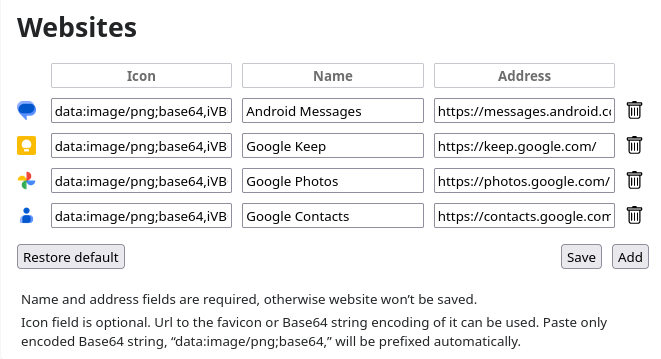 Websites
Icon Name Address
data:image/png;base64,iVB Android Messages https://messages.android.co
data:image/png;base64,iVB Google Keep https://keep.google.com/
data:image/png;base64,iVB Google Photos https://photos.google.com/
data:image/png;base64,iVB Google Contacts https://contacts.google.com
Restore default Save Add
Name and address fields are required, otherwise website won’t be saved.
Icon field is optional. Url to the favicon or Base64 string encoding of it can be used. Paste only
encoded Base64 string, “data:image/png;base64,” will be prefixed automatically.